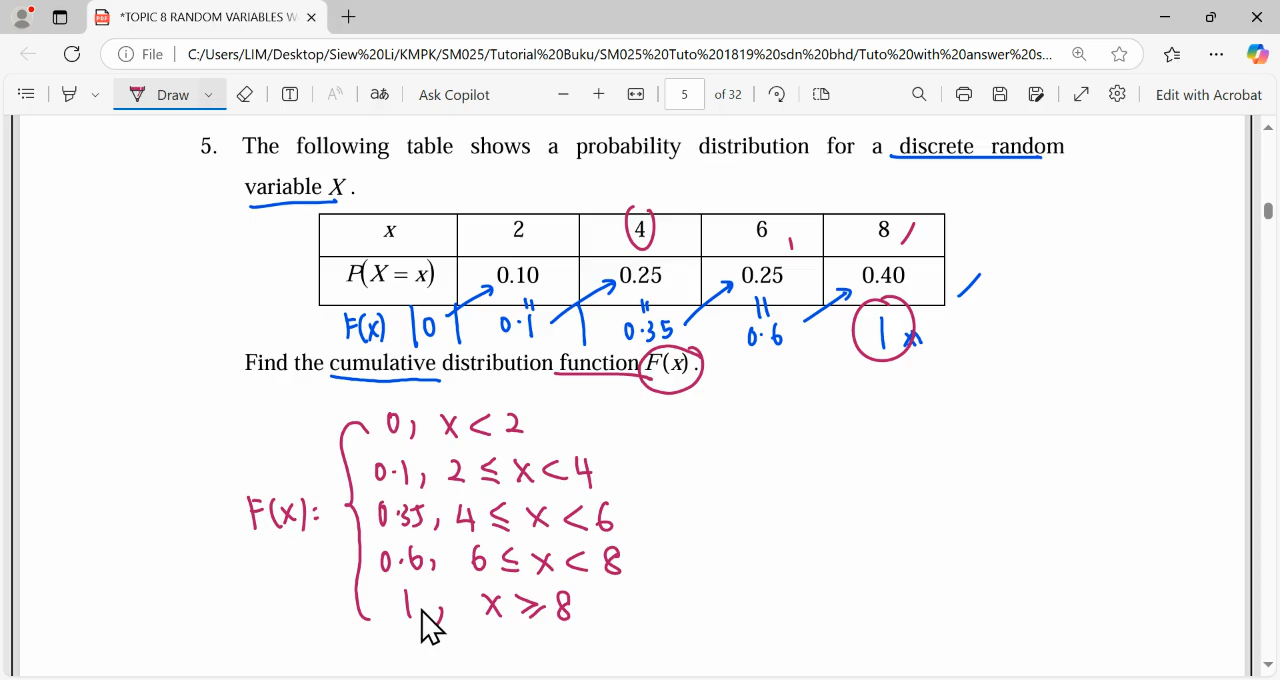 *TOPIC 8 RANDOM VARIABLES W
File C:/Users/LIM/Desktop/Siew%20Li/KMPK/SM025/Tutorial%20Buku/SM025%20Tuto%201819%20sdn%20bhd/Tuto%20with%20answer%20s...
Draw Ask Copilot 5 of 32 Edit with Acrobat
5. The following table shows a probability distribution for a discrete random
variable X .
x 2 4 6 8
P(X = x) 0.10 0.25 0.25 0.40
F(x) 0 0.1 0.35 0.6 1
Find the cumulative distribution function F(x).
0, x < 2
0.1, 2 ≤ x < 4
F(x): 0.35, 4 ≤ x < 6
0.6, 6 ≤ x < 8
1, x ≥ 8